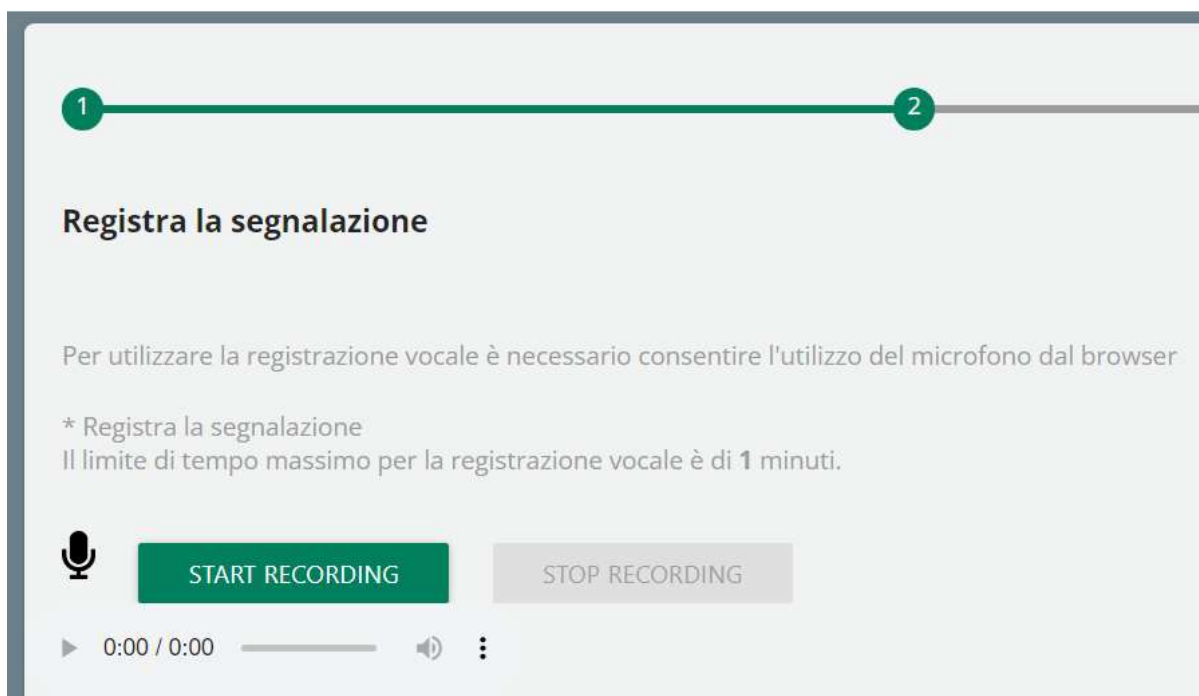 1
2
Registra la segnalazione
Per utilizzare la registrazione vocale è necessario consentire l'utilizzo del microfono dal browser
* Registra la segnalazione
Il limite di tempo massimo per la registrazione vocale è di 1 minuti.
START RECORDING
STOP RECORDING
0:00 / 0:00